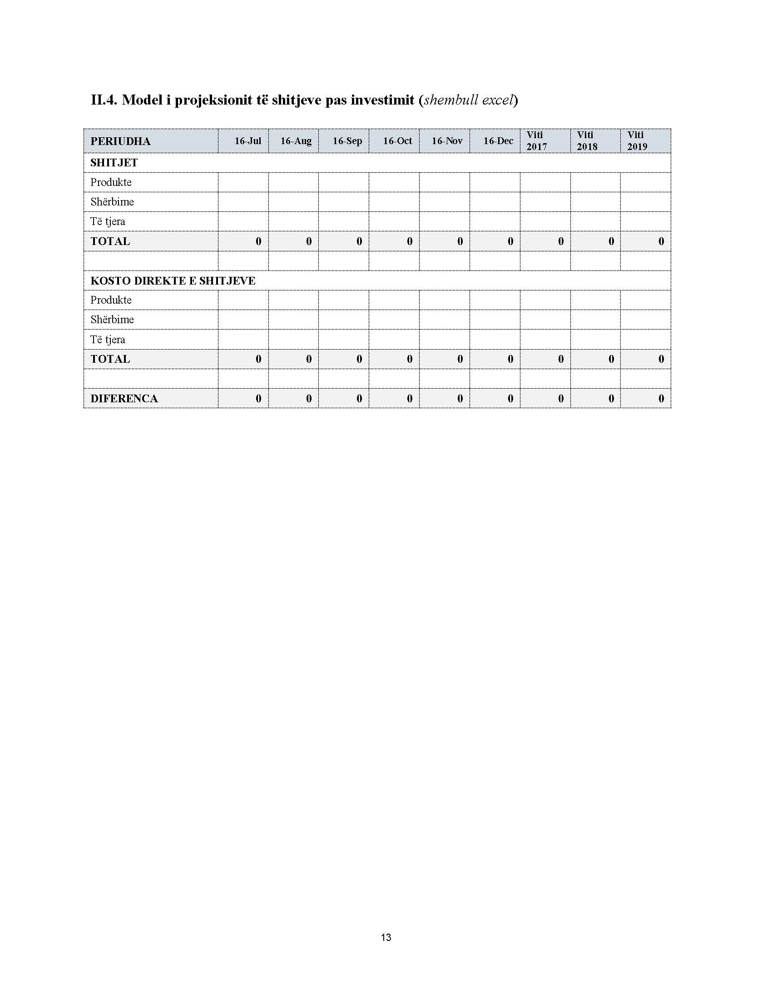 II.4. Model i projeksionit të shitjeve pas investimit (shembull excel)
PERIUDHA 16-Jul 16-Aug 16-Sep 16-Oct 16-Nov 16-Dec Viti 2017 Viti 2018 Viti 2019
SHITJET
Produkte
Shërbime
Të tjera
TOTAL 0 0 0 0 0 0 0 0 0
KOSTO DIREKTE E SHITJEVE
Produkte
Shërbime
Të tjera
TOTAL 0 0 0 0 0 0 0 0 0
DIFERENCA 0 0 0 0 0 0 0 0 0
13